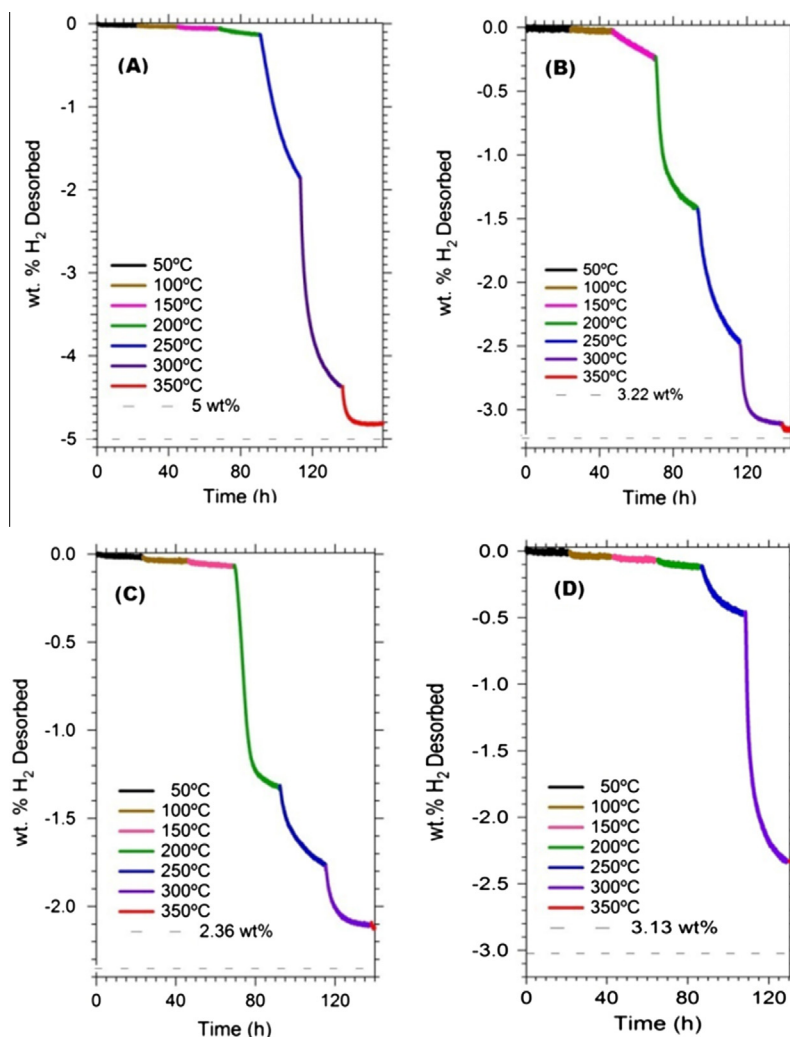 (A)
wt. % H2 Desorbed
0
-1
-2
-3
-4
-5
50ºC
100ºC
150ºC
200ºC
250ºC
300ºC
350ºC
5 wt%
0 40 80 120
Time (h)
(B)
wt. % H2 Desorbed
0.0
-0.5
-1.0
-1.5
-2.0
-2.5
-3.0
50ºC
100ºC
150ºC
200ºC
250ºC
300ºC
350ºC
3.22 wt%
0 40 80 120
Time (h)
(C)
wt. % H2 Desorbed
0.0
-0.5
-1.0
-1.5
-2.0
50ºC
100ºC
150ºC
200ºC
250ºC
300ºC
350ºC
2.36 wt%
0 40 80 120
Time (h)
(D)
wt.% H2 Desorbed
0.0
-0.5
-1.0
-1.5
-2.0
-2.5
-3.0
50ºC
100ºC
150ºC
200ºC
250ºC
300ºC
350ºC
3.13 wt%
0 40 80 120
Time (h)